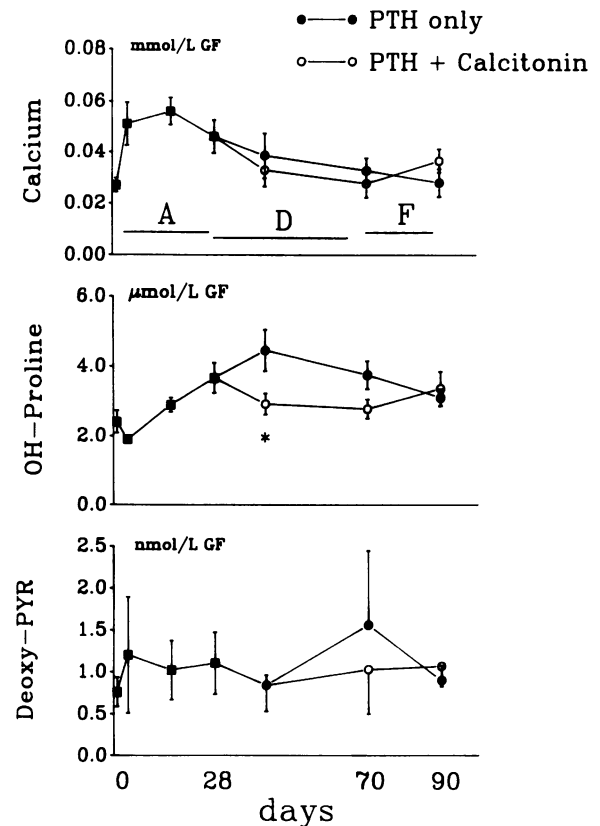 PTH only
PTH + Calcitonin
mmol/L GF
0.08
0.06
0.04
0.02
0.00
Calcium
A
D
F
μmol/L GF
6.0
4.0
2.0
0.0
OH-Proline
*
nmol/L GF
2.5
2.0
1.5
1.0
0.5
0.0
Deoxy-PYR
0 28 70 90
days